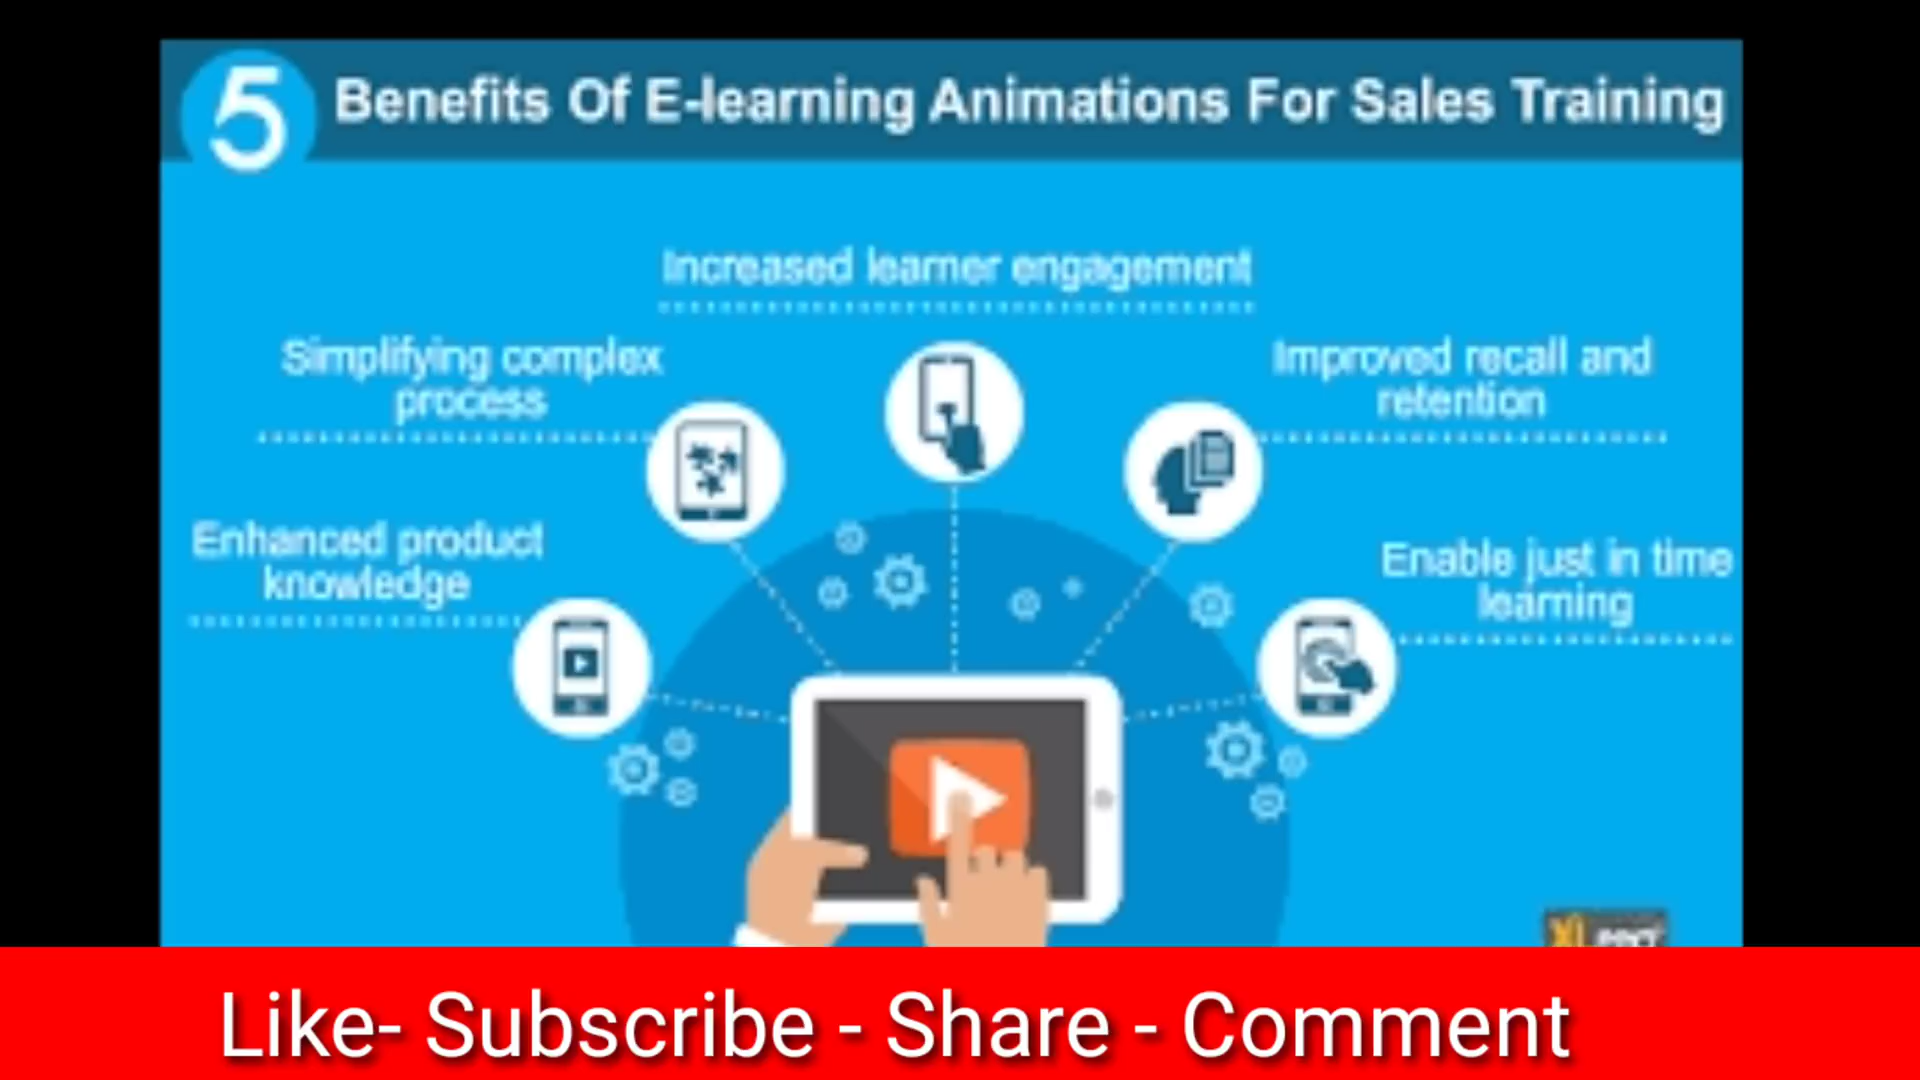 5 Benefits Of E-learning Animations For Sales Training
Increased learner engagement
Simplifying complex
process
Improved recall and
retention
Enhanced product
knowledge
Enable just in time
learning
Like- Subscribe - Share - Comment